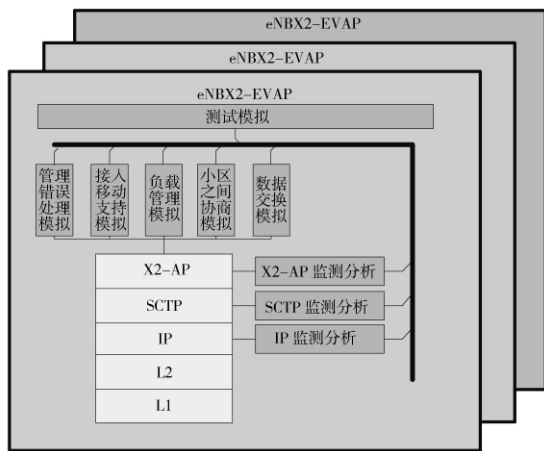 eNBX2-EVAP
eNBX2-EVAP
eNBX2-EVAP
测试模拟
管理
错误
处理
模拟
接入
移动
支持
模拟
负载
管理
模拟
小区
之间
协商
模拟
数据
交换
模拟
X2-AP
X2-AP 监测分析
SCTP
SCTP 监测分析
IP
IP 监测分析
L2
L1